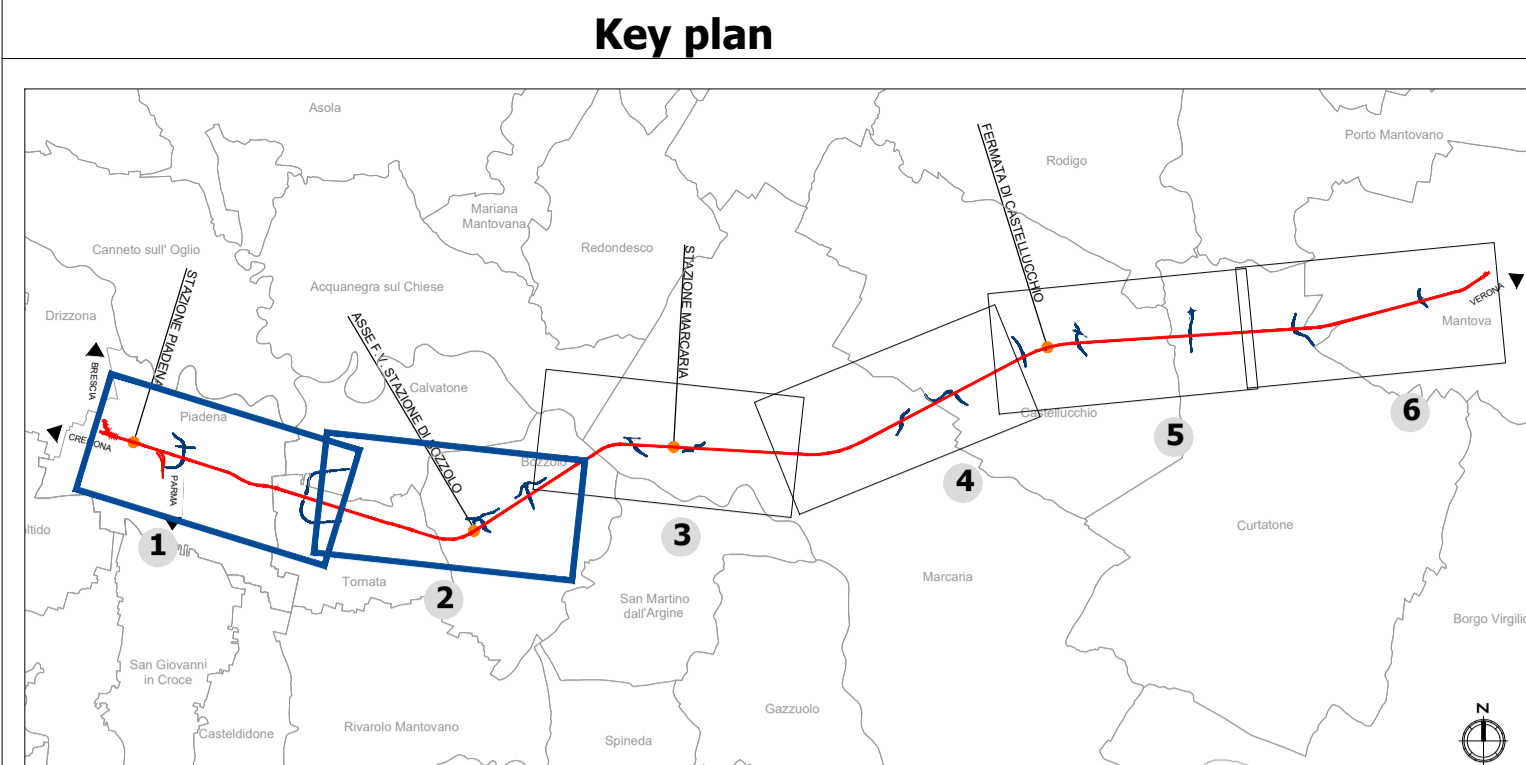 Key plan
Asola
Porto Mantovano
Rodigo
FERMATA DI CASTELLUCCHIO
Mariana
Mantovana
Redondesco
Canneto sull' Oglio
STAZIONE PIADENA
Acquanegra sul Chiese
STAZIONE MARCARIA
Drizzona
ASSE F.V. STAZIONE DI BOZZOLO
VERONA
Mantova
BRESCIA
Calvatone
Piadena
CREMONA
Castellucchio
PARMA
Bozzolo
1
2
3
4
5
6
Curtatone
Tornata
Marcaria
San Martino
dall'Argine
Borgo Virgilio
San Giovanni
in Croce
Gazzuolo
Casteldidone
Rivarolo Mantovano
Spineda
N